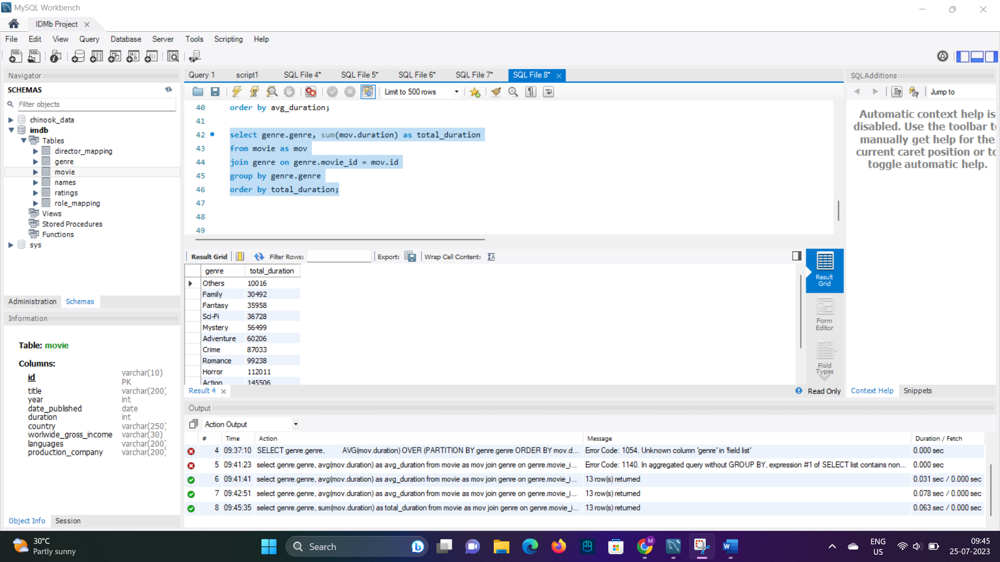 MySQL Workbench
IDMb Project
File Edit View Query Database Server Tools Scripting Help
Navigator
SCHEMAS
Filter objects
chinook_data
imdb
Tables
director_mapping
genre
movie
names
ratings
role_mapping
Views
Stored Procedures
Functions
sys
Administration Schemas
Information
Table: movie
Columns:
id varchar(10) PK
title varchar(200)
year int
date_published date
duration int
country varchar(250)
worlwide_gross_income varchar(30)
languages varchar(200)
production_company varchar(200)
Object Info Session
Query 1 script1 SQL File 4* SQL File 5* SQL File 6* SQL File 7* SQL File 8*
Limit to 500 rows
40 order by avg_duration;
41
42 select genre.genre, sum(mov.duration) as total_duration
43 from movie as mov
44 join genre on genre.movie_id = mov.id
45 group by genre.genre
46 order by total_duration;
47
48
49
Result Grid Filter Rows: Export: Wrap Cell Content:
genre total_duration
Others 10016
Family 30492
Fantasy 35958
Sci-Fi 36728
Mystery 56499
Adventure 60206
Crime 87033
Romance 99238
Horror 112011
Action 145506
Result Grid
Form Editor
Field Types
Result 4
Read Only
SQLAdditions
Jump to
Automatic context help is
disabled. Use the toolbar t
manually get help for the
current caret position or to
toggle automatic help.
Context Help Snippets
Output
Action Output
# Time Action Message Duration / Fetch
4 09:37:10 SELECT genre.genre, AVG(mov.duration) OVER (PARTITION BY genre.genre ORDER BY mov.d... Error Code: 1054. Unknown column 'genre' in 'field list' 0.000 sec
5 09:41:23 select genre.genre, avg(mov.duration) as avg_duration from movie as mov join genre on genre.movie_i... Error Code: 1140. In aggregated query without GROUP BY, expression #1 of SELECT list contains non... 0.000 sec
6 09:41:41 select genre.genre, avg(mov.duration) as avg_duration from movie as mov join genre on genre.movie_i... 13 row(s) returned 0.031 sec / 0.000 sec
7 09:42:51 select genre.genre, avg(mov.duration) as avg_duration from movie as mov join genre on genre.movie_i... 13 row(s) returned 0.078 sec / 0.000 sec
8 09:45:35 select genre.genre, sum(mov.duration) as total_duration from movie as mov join genre on genre.movie_i... 13 row(s) returned 0.063 sec / 0.000 sec
30°C
Partly sunny
Search
ENG
US
09:45
25-07-2023